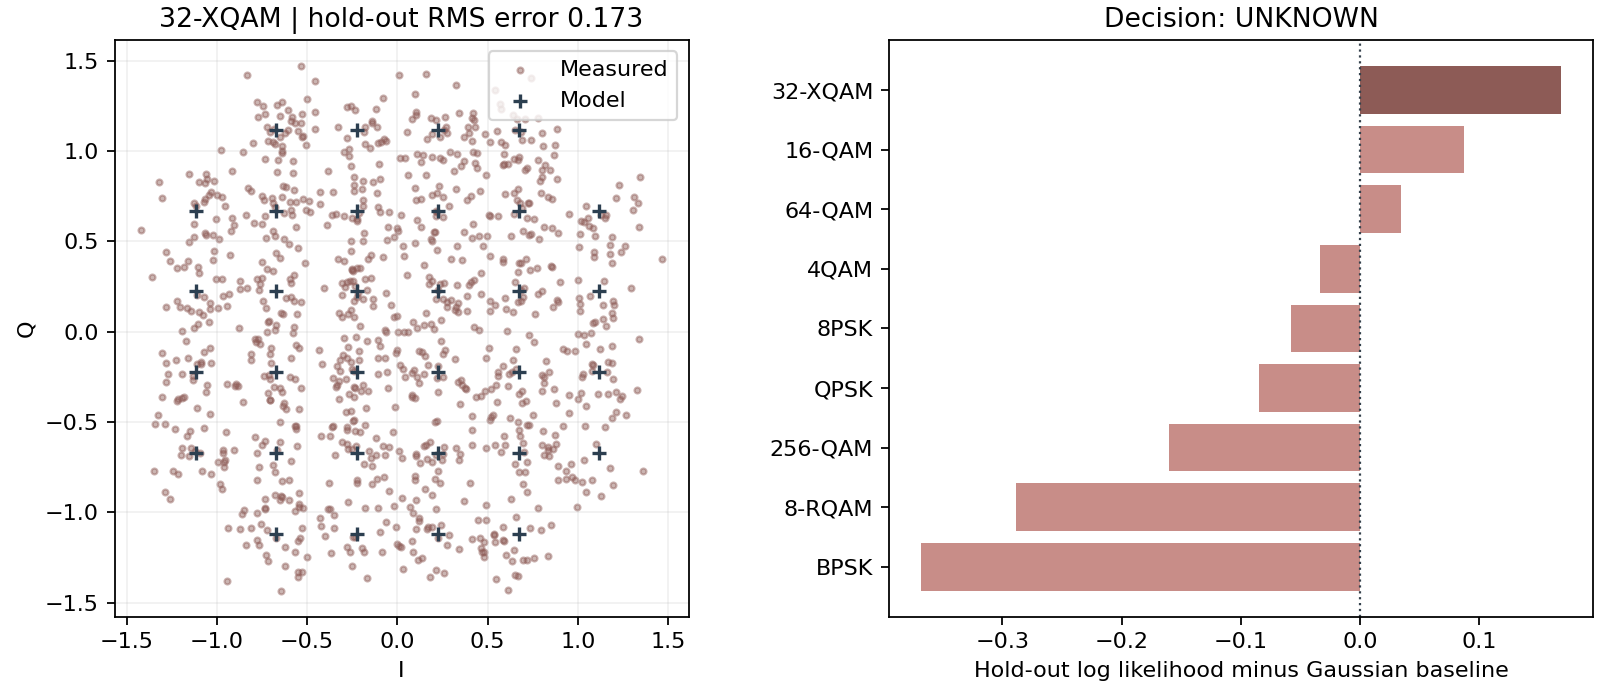 32-XQAM | hold-out RMS error 0.173
Measured
Model
1.5
1.0
0.5
0.0
−0.5
−1.0
−1.5
Q
−1.5
−1.0
−0.5
0.0
0.5
1.0
1.5
I
Decision: UNKNOWN
32-XQAM
16-QAM
64-QAM
4QAM
8PSK
QPSK
256-QAM
8-RQAM
BPSK
−0.3
−0.2
−0.1
0.0
0.1
Hold-out log likelihood minus Gaussian baseline